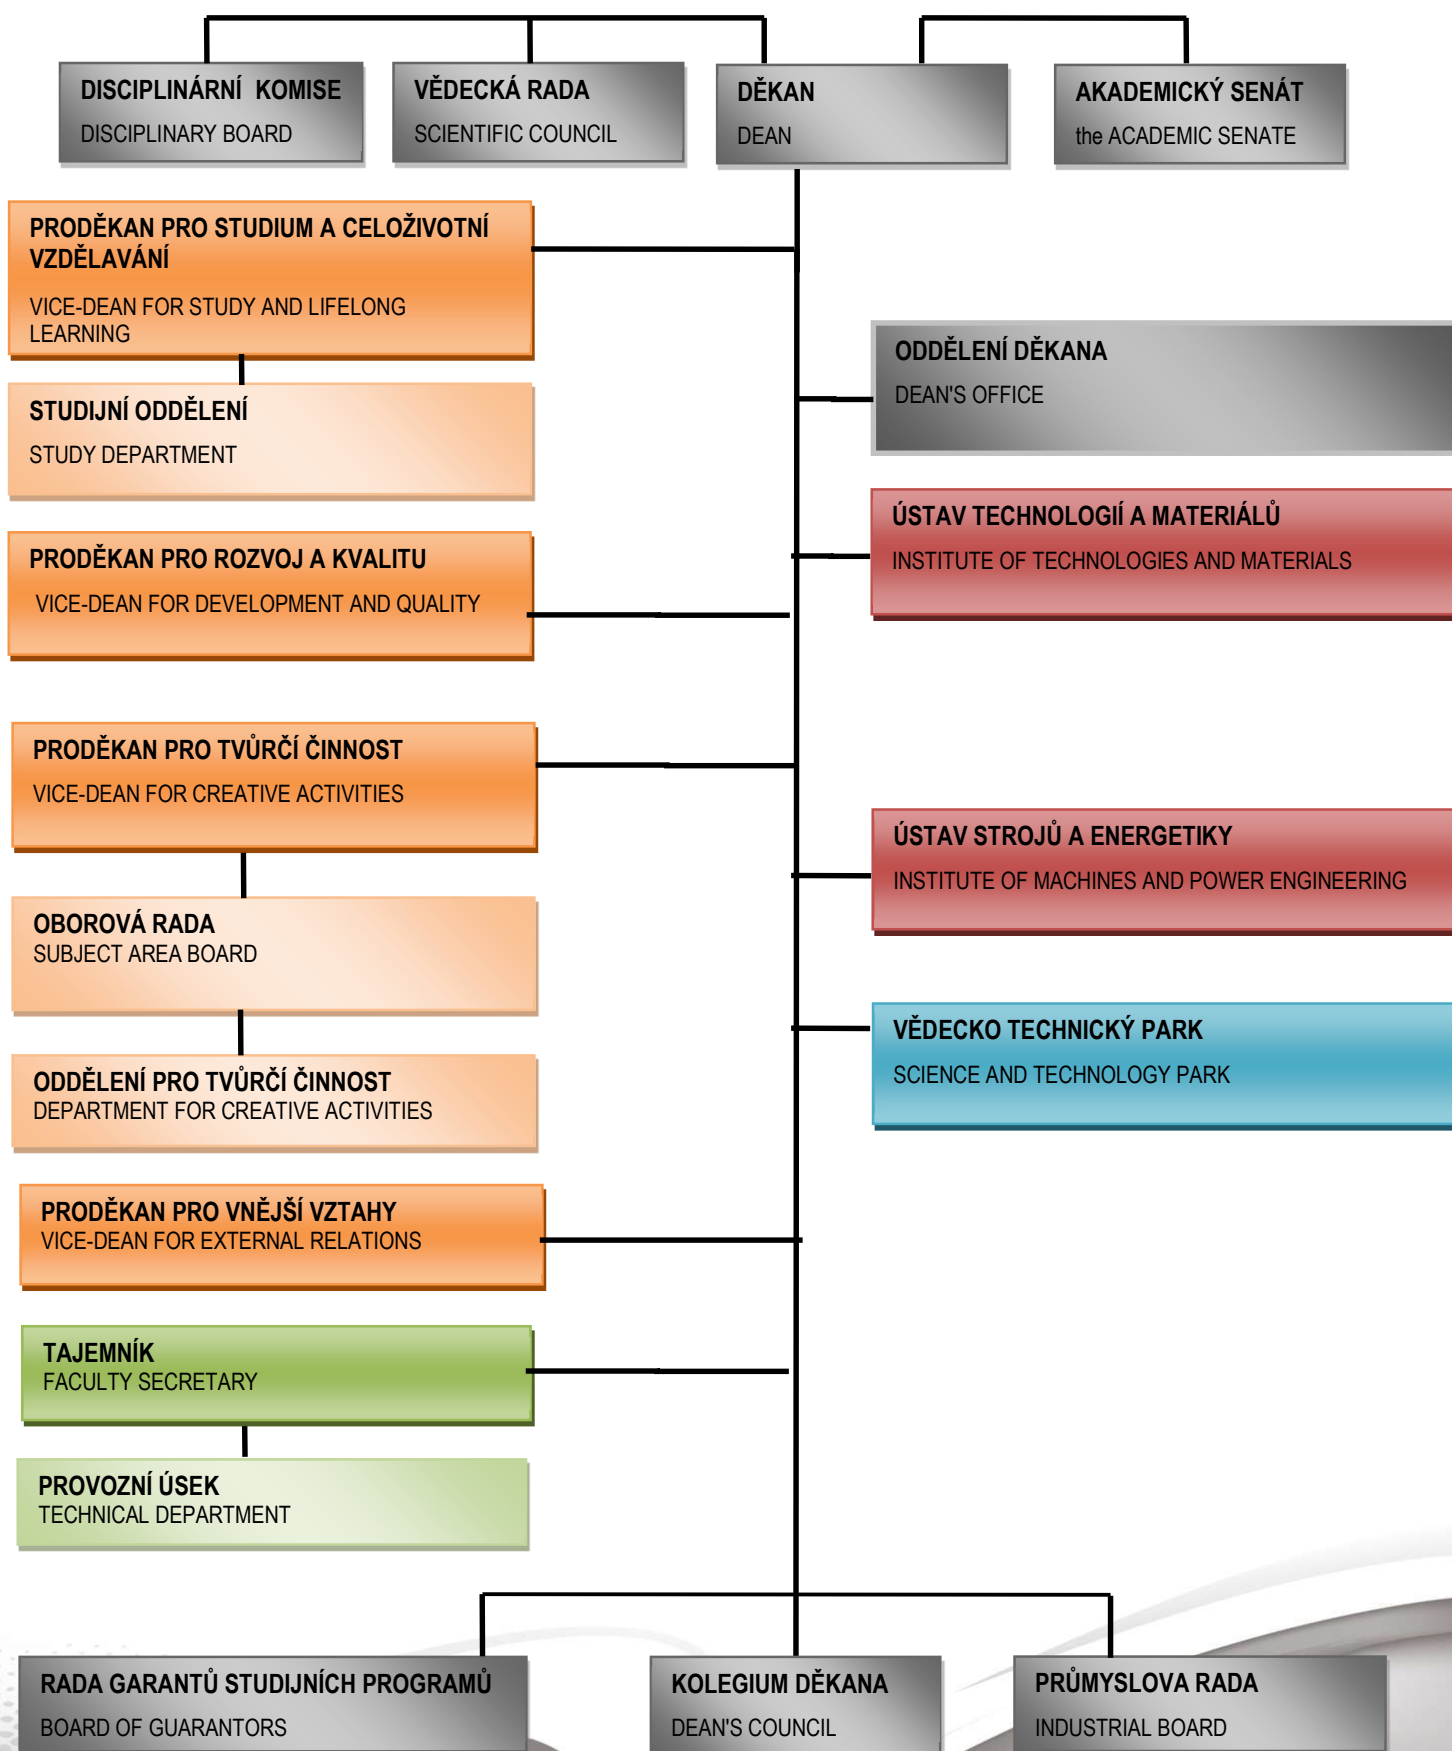 DISCIPLINÁRNÍ KOMISE
DISCIPLINARY BOARD
VĚDECKÁ RADA
SCIENTIFIC COUNCIL
DĚKAN
DEAN
AKADEMICKÝ SENÁT
the ACADEMIC SENATE
PRODĚKAN PRO STUDIUM A CELOŽIVOTNÍ
VZDĚLAVÁNÍ
VICE-DEAN FOR STUDY AND LIFELONG
LEARNING
STUDIJNÍ ODDĚLENÍ
STUDY DEPARTMENT
ODDĚLENÍ DĚKANA
DEAN'S OFFICE
ÚSTAV TECHNOLOGIÍ A MATERIÁLŮ
INSTITUTE OF TECHNOLOGIES AND MATERIALS
PRODĚKAN PRO ROZVOJ A KVALITU
VICE-DEAN FOR DEVELOPMENT AND QUALITY
PRODĚKAN PRO TVŮRČÍ ČINNOST
VICE-DEAN FOR CREATIVE ACTIVITIES
ÚSTAV STROJŮ A ENERGETIKY
INSTITUTE OF MACHINES AND POWER ENGINEERING
OBOROVÁ RADA
SUBJECT AREA BOARD
VĚDECKO TECHNICKÝ PARK
SCIENCE AND TECHNOLOGY PARK
ODDĚLENÍ PRO TVŮRČÍ ČINNOST
DEPARTMENT FOR CREATIVE ACTIVITIES
PRODĚKAN PRO VNĚJŠÍ VZTAHY
VICE-DEAN FOR EXTERNAL RELATIONS
TAJEMNÍK
FACULTY SECRETARY
PROVOZNÍ ÚSEK
TECHNICAL DEPARTMENT
RADA GARANTŮ STUDIJNÍCH PROGRAMŮ
BOARD OF GUARANTORS
KOLEGIUM DĚKANA
DEAN'S COUNCIL
PRŮMYSLOVA RADA
INDUSTRIAL BOARD